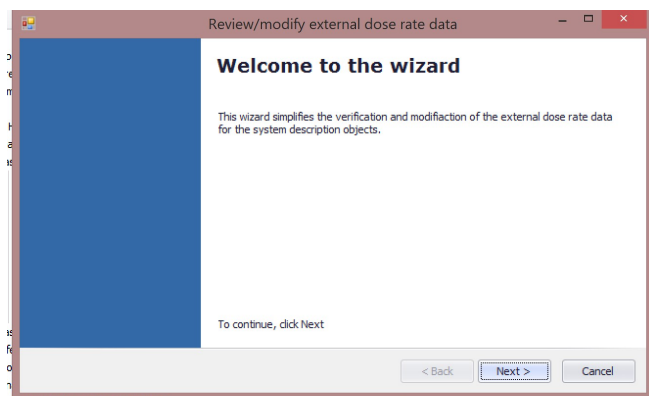 Review/modify external dose rate data
Welcome to the wizard
This wizard simplifies the verification and modifiaction of the external dose rate data
for the system description objects.
To continue, click Next
< Back
Next >
Cancel